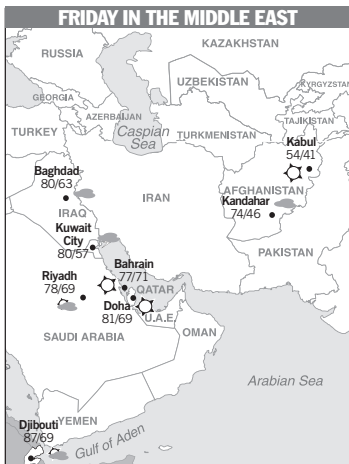 FRIDAY IN THE MIDDLE EAST
KAZAKHSTAN
RUSSIA
UZBEKISTAN
KYRGYZSTAN
GEORGIA
AZERBAIJAN
TAJIKISTAN
TURKEY
Caspian
Sea
TURKMENISTAN
Kabul
54/41
Baghdad
80/63
IRAN
AFGHANISTAN
Kandahar
74/46
IRAQ
Kuwait
City
80/57
PAKISTAN
Bahrain
77/71
Riyadh
78/69
QATAR
Doha
81/69
U.A.E.
OMAN
SAUDI ARABIA
Arabian Sea
YEMEN
Djibouti
87/69
Gulf of Aden